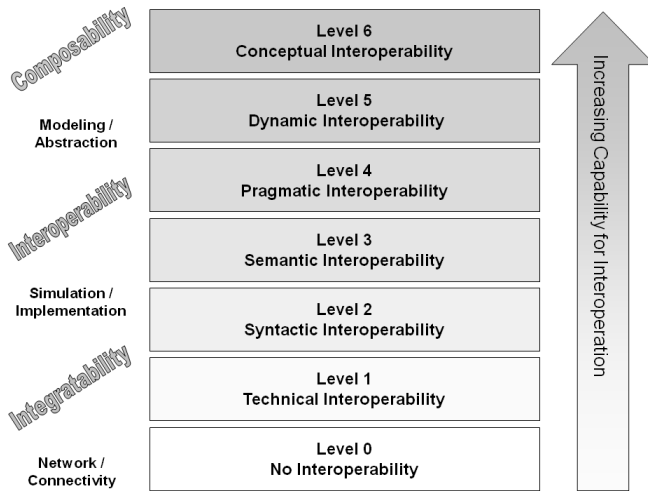 Composability
Level 6
Conceptual Interoperability
Modeling /
Abstraction
Level 5
Dynamic Interoperability
Interoperability
Level 4
Pragmatic Interoperability
Level 3
Semantic Interoperability
Simulation /
Implementation
Level 2
Syntactic Interoperability
Integratability
Level 1
Technical Interoperability
Network /
Connectivity
Level 0
No Interoperability
Increasing Capability for Interoperation